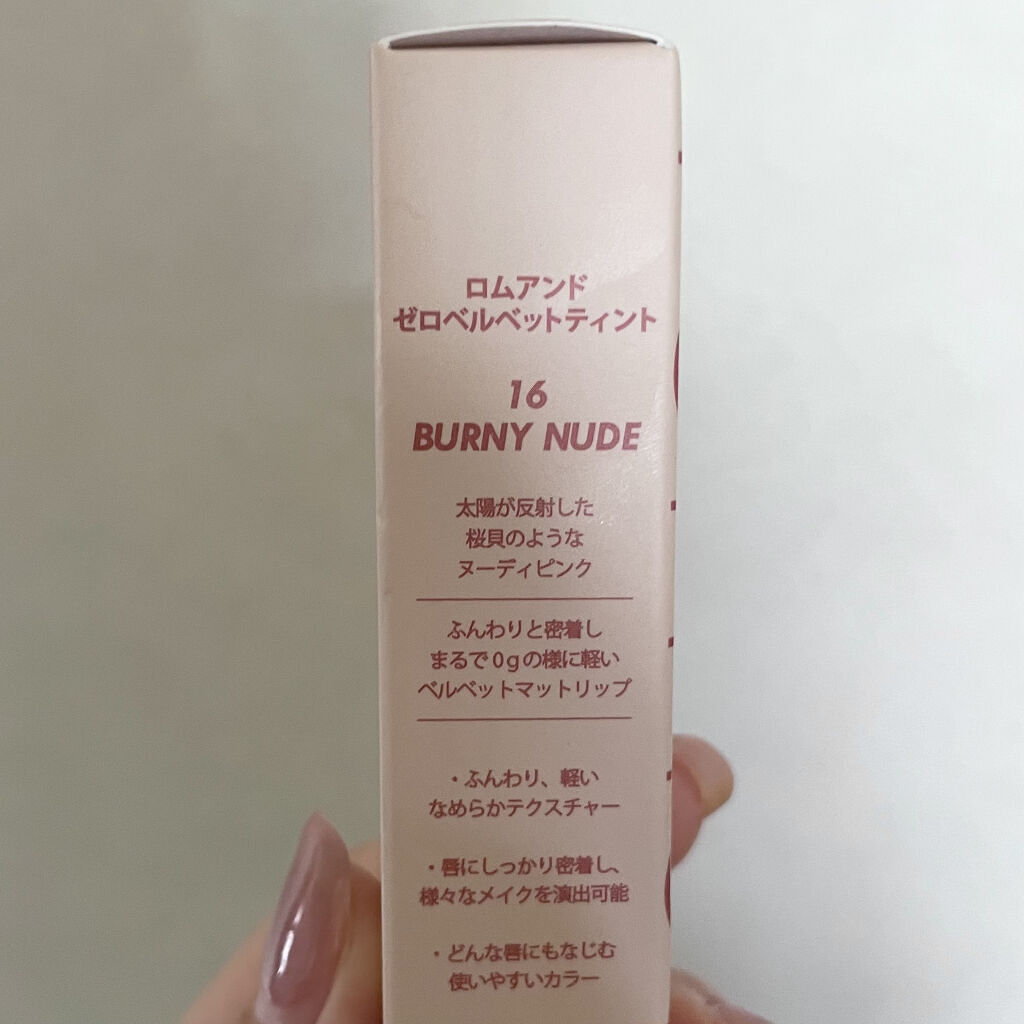 ロムアンド
ゼロベルベットティント
16
BURNY NUDE
太陽が反射した
桜貝のような
ヌーディピンク
ふんわりと密着し
まるで0gの様に軽い
ベルベットマットリップ
・ふんわり、軽い
なめらかテクスチャー
・唇にしっかり密着し、
様々なメイクを演出可能
・どんな唇にもなじむ
使いやすいカラー